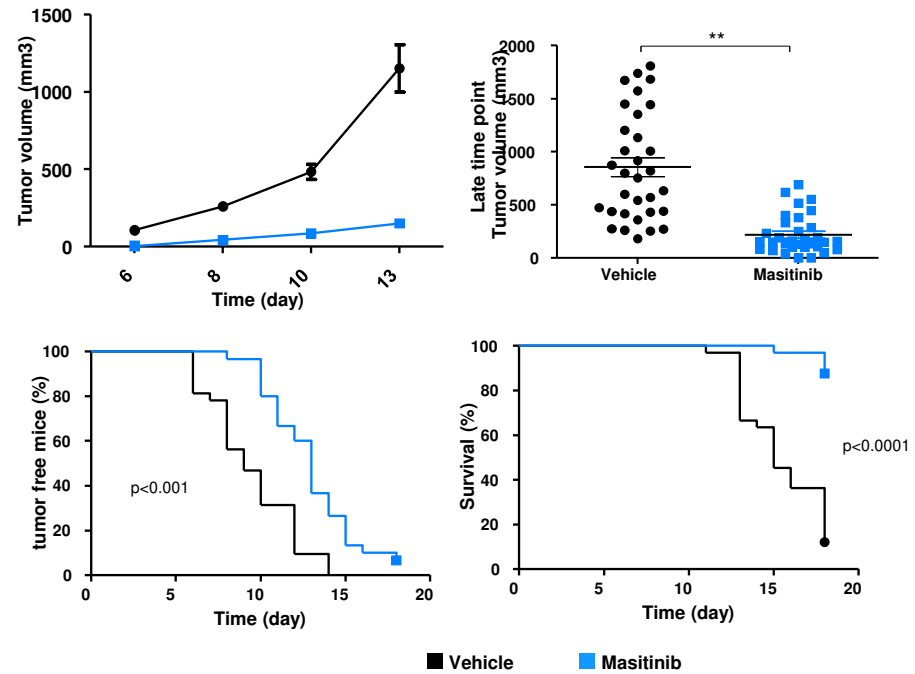 1500
1000
500
0
Tumor volume (mm3)
6
8
10
13
Time (day)
**
2000
1500
1000
500
0
Late time point
Tumor volume (mm3)
Vehicle
Masitinib
100
80
60
40
20
0
tumor free mice (%)
p<0.001
0
5
10
15
20
Time (day)
100
80
60
40
20
0
Survival (%)
p<0.0001
0
5
10
15
20
Time (day)
Vehicle
Masitinib